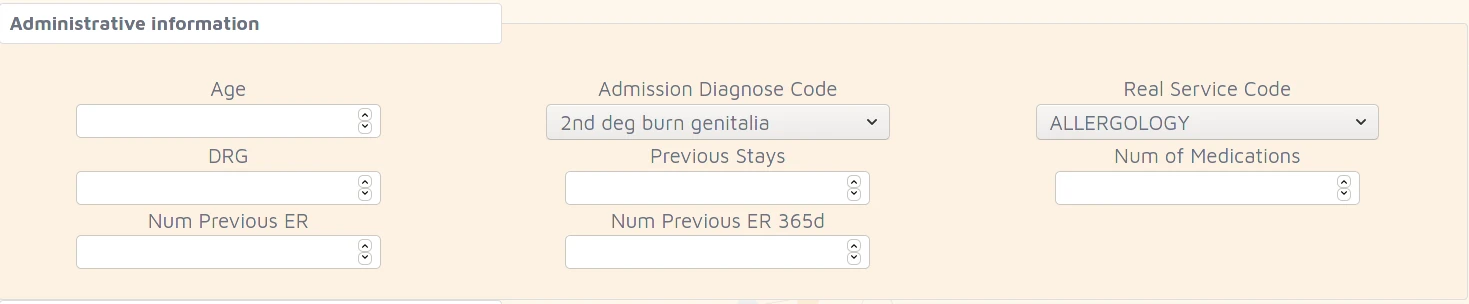 Administrative information
Age Admission Diagnose Code Real Service Code
2nd deg burn genitalia ALLERGOLOGY
DRG Previous Stays Num of Medications
Num Previous ER Num Previous ER 365d